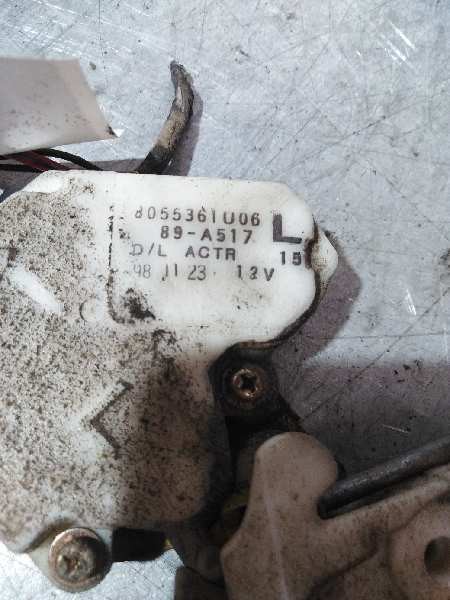 8055361U06
89-A517 L
D/L ACTR 15
98 11 23 12V